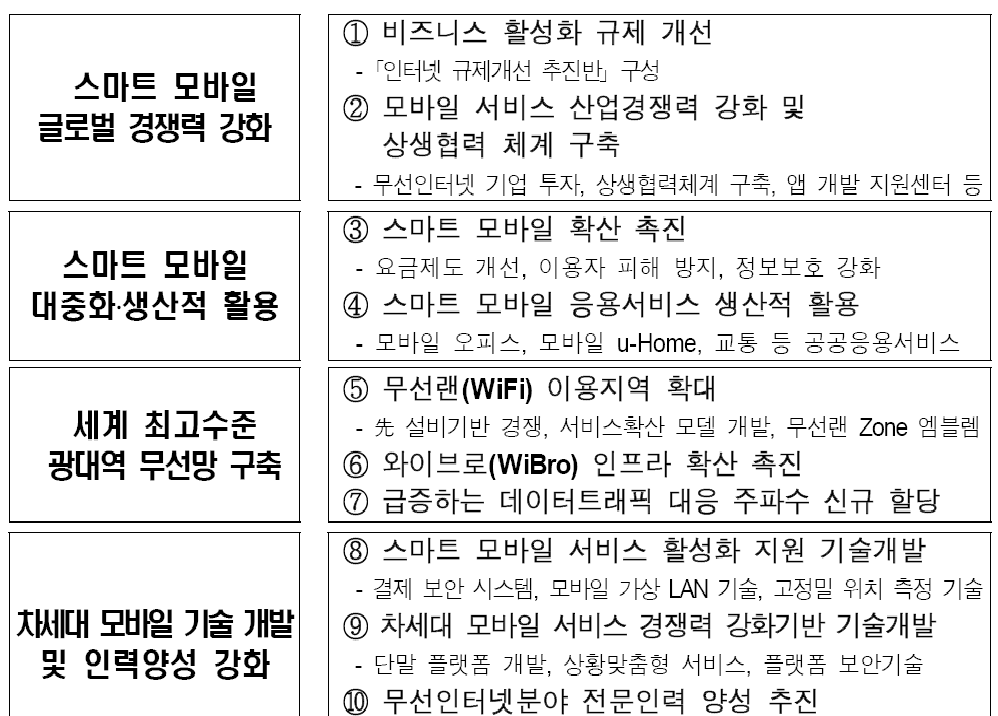 스마트 모바일
글로벌 경쟁력 강화
① 비즈니스 활성화 규제 개선
- 「인터넷 규제개선 추진반」 구성
② 모바일 서비스 산업경쟁력 강화 및
상생협력 체계 구축
- 무선인터넷 기업 투자, 상생협력체계 구축, 앱 개발 지원센터 등
스마트 모바일
대중화·생산적 활용
③ 스마트 모바일 확산 촉진
- 요금제도 개선, 이용자 피해 방지, 정보보호 강화
④ 스마트 모바일 응용서비스 생산적 활용
- 모바일 오피스, 모바일 u-Home, 교통 등 공공응용서비스
세계 최고수준
광대역 무선망 구축
⑤ 무선랜(WiFi) 이용지역 확대
- 先 설비기반 경쟁, 서비스확산 모델 개발, 무선랜 Zone 엠블렘
⑥ 와이브로(WiBro) 인프라 확산 촉진
⑦ 급증하는 데이터트래픽 대응 주파수 신규 할당
차세대 모바일 기술 개발
및 인력양성 강화
⑧ 스마트 모바일 서비스 활성화 지원 기술개발
- 결제 보안 시스템, 모바일 가상 LAN 기술, 고정밀 위치 측정 기술
⑨ 차세대 모바일 서비스 경쟁력 강화기반 기술개발
- 단말 플랫폼 개발, 상황맞춤형 서비스, 플랫폼 보안기술
⑩ 무선인터넷분야 전문인력 양성 추진